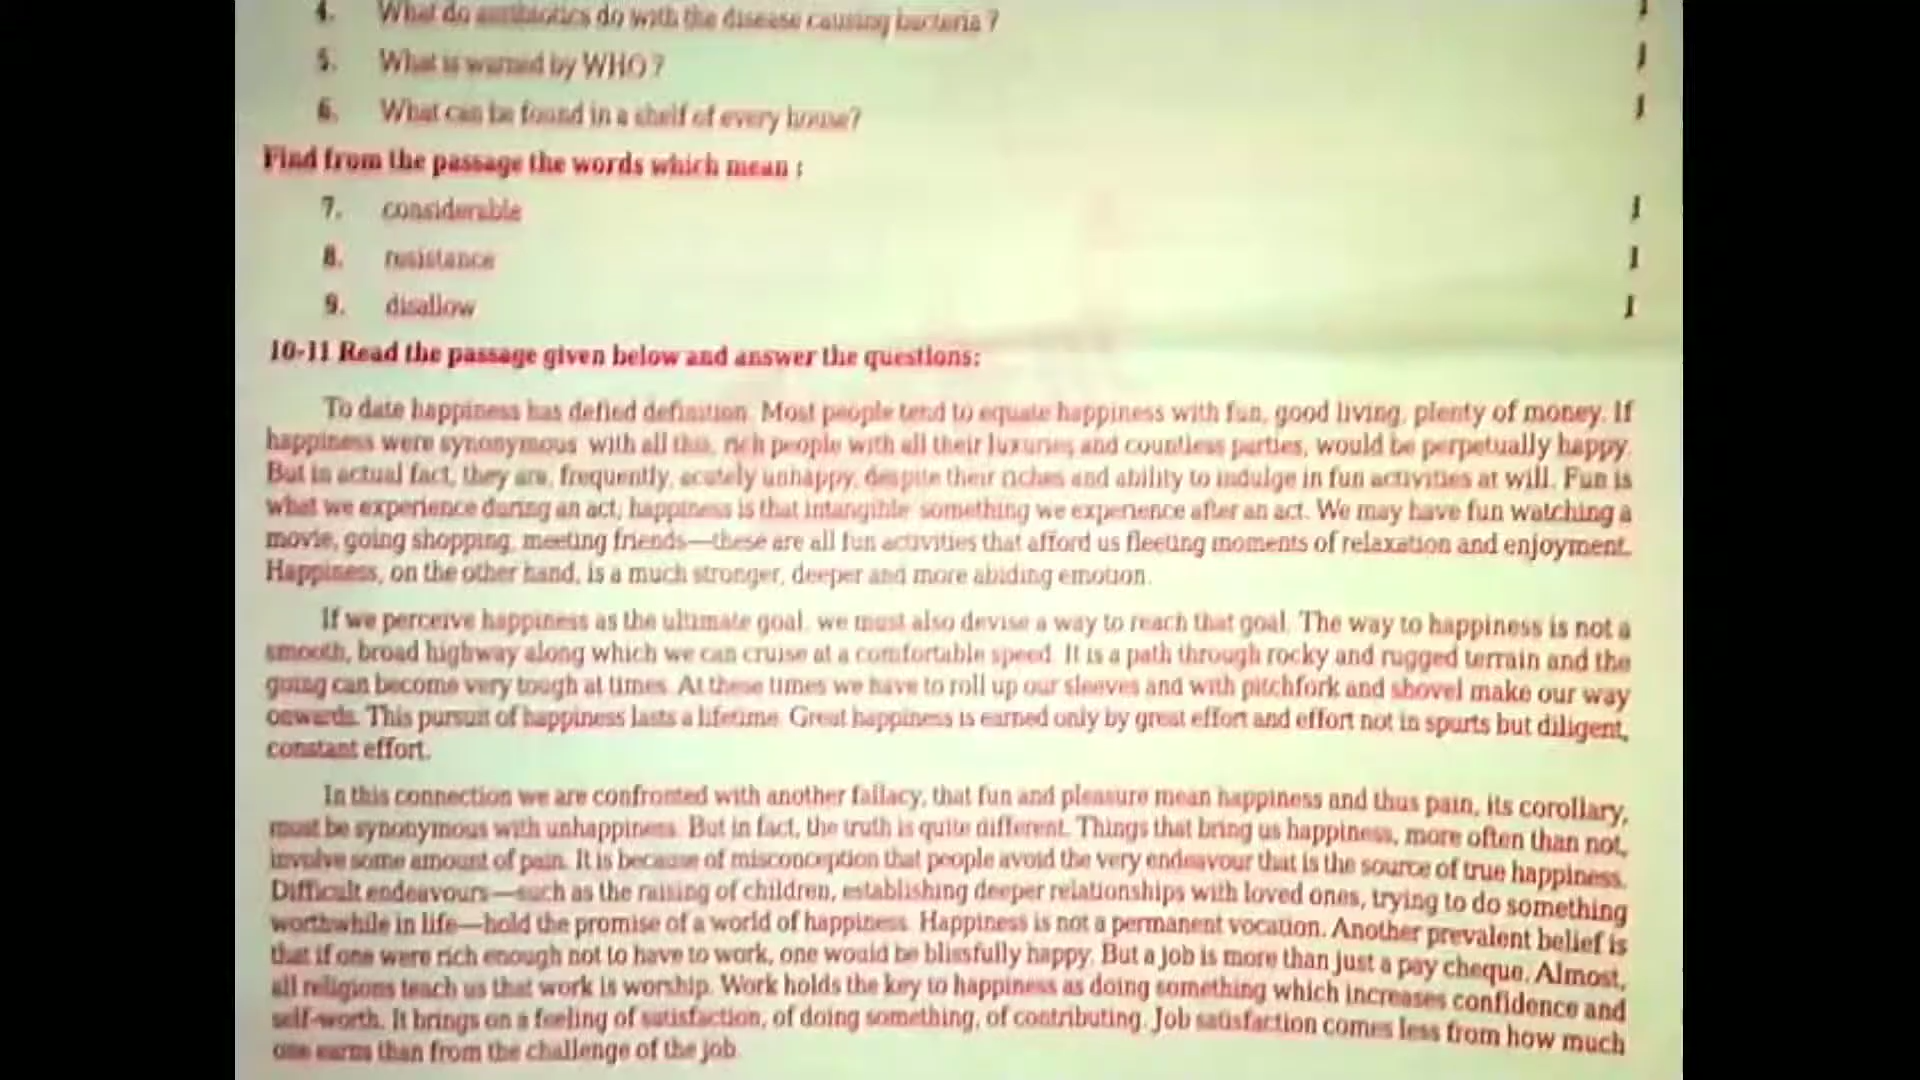 4. What do antibiotics do with the disease causing bacteria ? 1
5. What is warned by WHO ? 1
6. What can be found in a shelf of every house? 1
Find from the passage the words which mean :
7. considerable 1
8. resistance 1
9. disallow 1
10-11 Read the passage given below and answer the questions:
To date happiness has defied definition. Most people tend to equate happiness with fun, good living, plenty of money. If
happiness were synonymous with all this, rich people with all their luxuries and countless parties, would be perpetually happy.
But in actual fact, they are, frequently, acutely unhappy, despite their riches and ability to indulge in fun activities at will. Fun is
what we experience during an act, happiness is that intangible something we experience after an act. We may have fun watching a
movie, going shopping, meeting friends—these are all fun activities that afford us fleeting moments of relaxation and enjoyment.
Happiness, on the other hand, is a much stronger, deeper and more abiding emotion.
If we perceive happiness as the ultimate goal, we must also devise a way to reach that goal. The way to happiness is not a
smooth, broad highway along which we can cruise at a comfortable speed. It is a path through rocky and rugged terrain and the
going can become very tough at times. At these times we have to roll up our sleeves and with pitchfork and shovel make our way
onwards. This pursuit of happiness lasts a lifetime. Great happiness is earned only by great effort and effort not in spurts but diligent,
constant effort.
In this connection we are confronted with another fallacy, that fun and pleasure mean happiness and thus pain, its corollary,
must be synonymous with unhappiness. But in fact, the truth is quite different. Things that bring us happiness, more often than not,
involve some amount of pain. It is because of misconception that people avoid the very endeavour that is the source of true happiness.
Difficult endeavours—such as the raising of children, establishing deeper relationships with loved ones, trying to do something
worthwhile in life—hold the promise of a world of happiness. Happiness is not a permanent vocation. Another prevalent belief is
that if one were rich enough not to have to work, one would be blissfully happy. But a job is more than just a pay cheque. Almost,
all religions teach us that work is worship. Work holds the key to happiness as doing something which increases confidence and
self-worth. It brings on a feeling of satisfaction, of doing something, of contributing. Job satisfaction comes less from how much
one earns than from the challenge of the job.